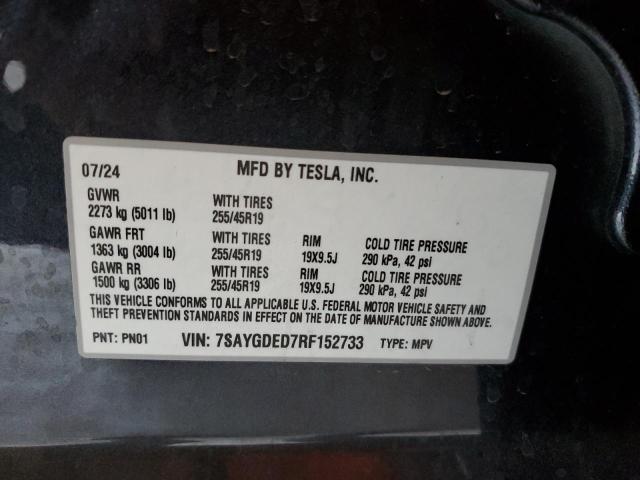 07/24 MFD BY TESLA, INC.
GVWR WITH TIRES
2273 kg (5011 lb) 255/45R19
GAWR FRT WITH TIRES RIM COLD TIRE PRESSURE
1363 kg (3004 lb) 255/45R19 19X9.5J 290 kPa, 42 psi
GAWR RR WITH TIRES RIM COLD TIRE PRESSURE
1500 kg (3306 lb) 255/45R19 19X9.5J 290 kPa, 42 psi
THIS VEHICLE CONFORMS TO ALL APPLICABLE U.S. FEDERAL MOTOR VEHICLE SAFETY AND
THEFT PREVENTION STANDARDS IN EFFECT ON THE DATE OF MANUFACTURE SHOWN ABOVE.
PNT: PN01 VIN: 7SAYGDED7RF152733 TYPE: MPV